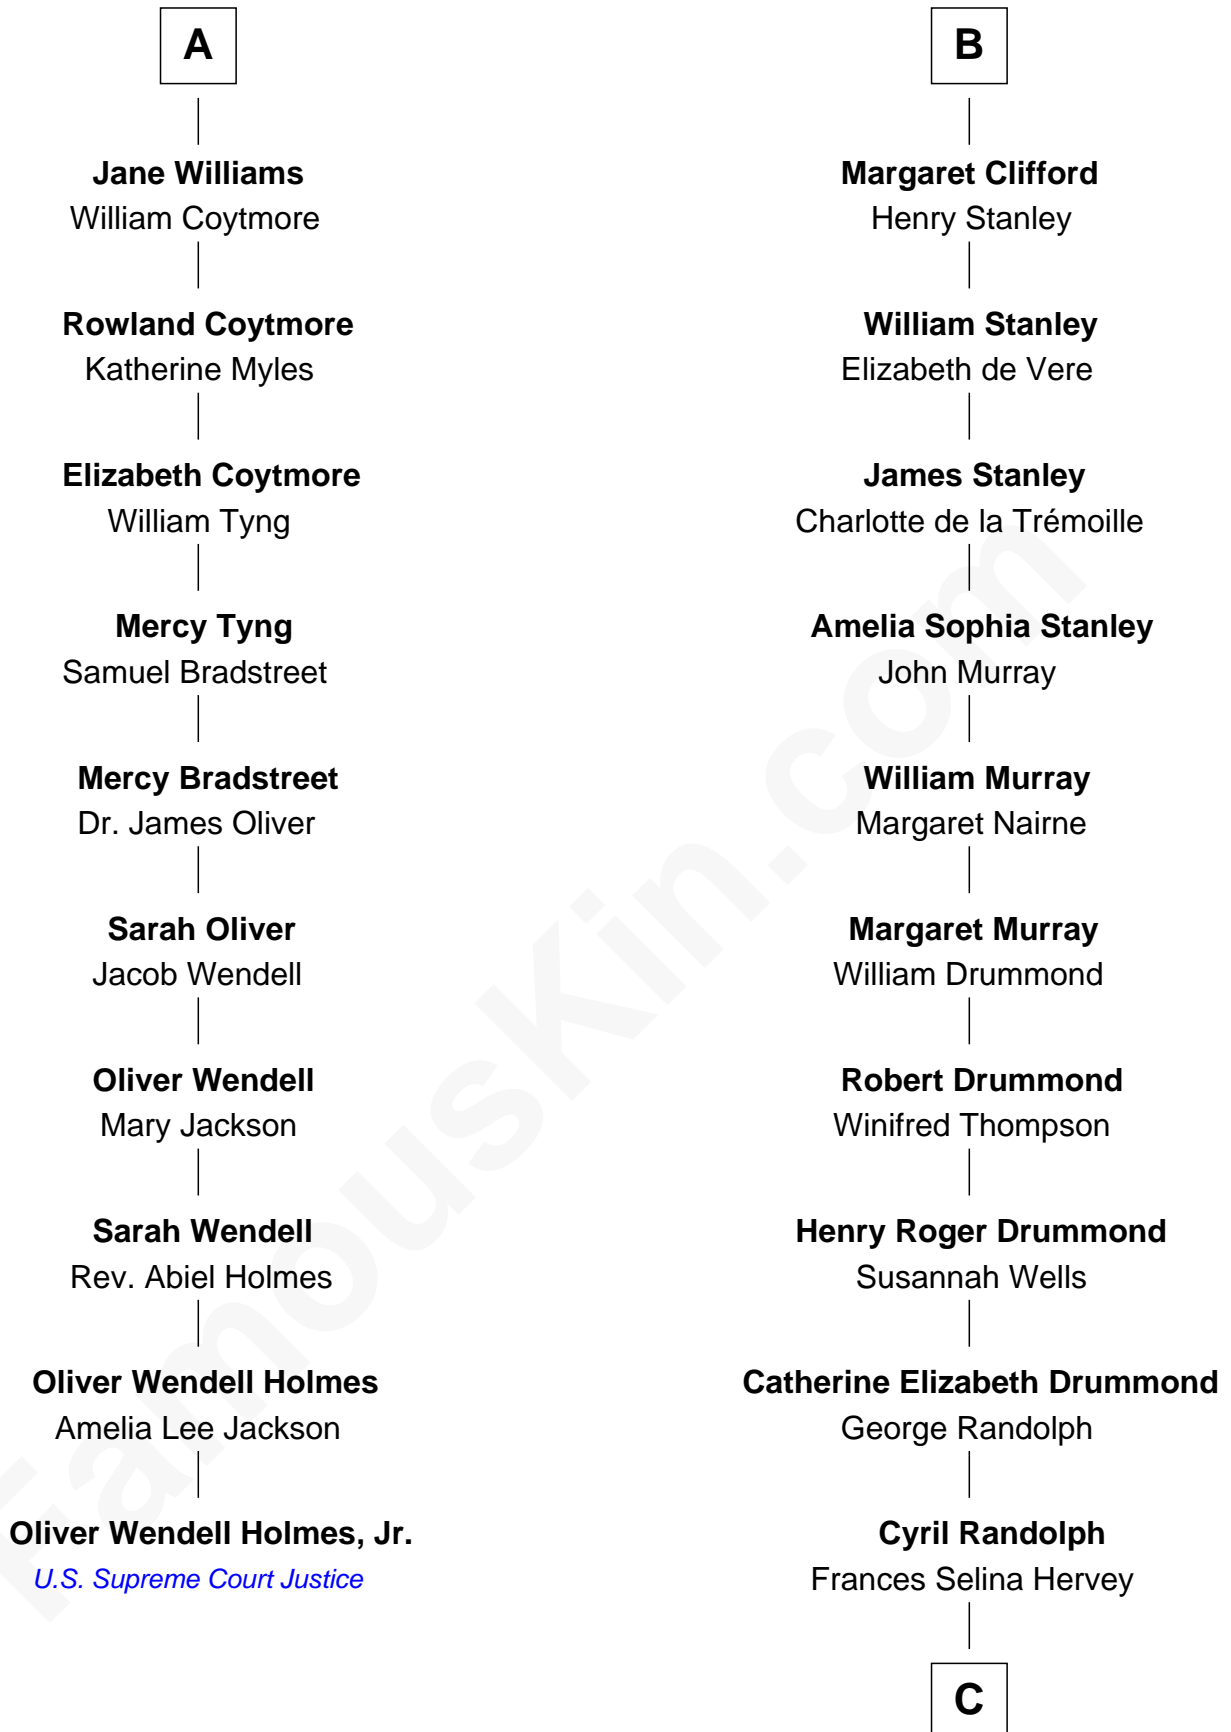 A
Jane Williams
William Coytmore
Rowland Coytmore
Katherine Myles
Elizabeth Coytmore
William Tyng
Mercy Tyng
Samuel Bradstreet
Mercy Bradstreet
Dr. James Oliver
Sarah Oliver
Jacob Wendell
Oliver Wendell
Mary Jackson
Sarah Wendell
Rev. Abiel Holmes
Oliver Wendell Holmes
Amelia Lee Jackson
Oliver Wendell Holmes, Jr.
U.S. Supreme Court Justice
B
Margaret Clifford
Henry Stanley
William Stanley
Elizabeth de Vere
James Stanley
Charlotte de la Trémoille
Amelia Sophia Stanley
John Murray
William Murray
Margaret Nairne
Margaret Murray
William Drummond
Robert Drummond
Winifred Thompson
Henry Roger Drummond
Susannah Wells
Catherine Elizabeth Drummond
George Randolph
Cyril Randolph
Frances Selina Hervey
C
FamousKin.com